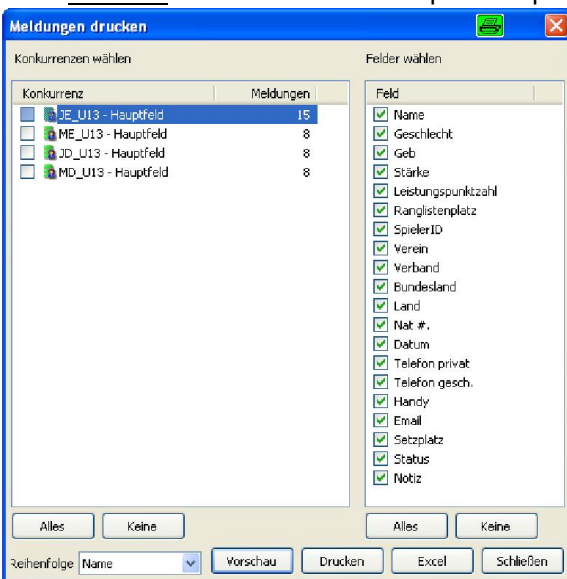 Meldungen drucken
Konkurrenzen wählen
Felder wählen
Konkurrenz Meldungen
JE_U13 - Hauptfeld 15
ME_U13 - Hauptfeld 8
JD_U13 - Hauptfeld 8
MD_U13 - Hauptfeld 8
Feld
Name
Geschlecht
Geb
Stärke
Leistungspunktzahl
Ranglistenplatz
SpielerID
Verein
Verband
Bundesland
Land
Nat #.
Datum
Telefon privat
Telefon gesch.
Handy
Email
Setzplatz
Status
Notiz
Alles Keine
Alles Keine
Reihenfolge Name Vorschau Drucken Excel Schließen